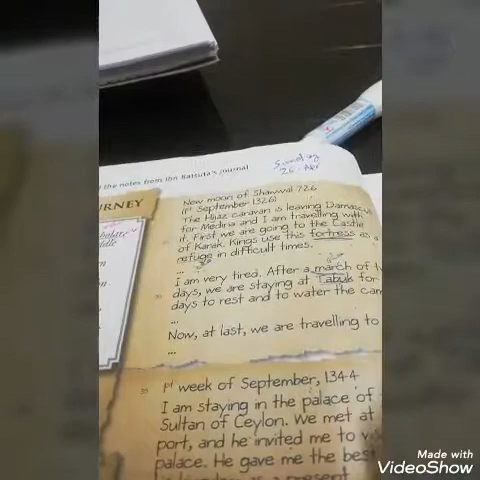 the notes from Ibn Battuta's journal
Sunday
26 - Apr
RNEY
Now moon of Shawwal 726
(1st September 1326)
The Hijaz caravan is leaving Damascus
for Medina and I am travelling with
it. First we are going to the Castle
of Karak. Kings use this fortress as a
refuge in difficult times.
...
I am very tired. After a march of t
days, we are staying at Tabuk for
days to rest and to water the cam
...
Now, at last, we are travelling to
...
35
1st week of September, 1344
I am staying in the palace of
Sultan of Ceylon. We met at
port, and he invited me to v
palace. He gave me the best
present
Made with
VideoShow